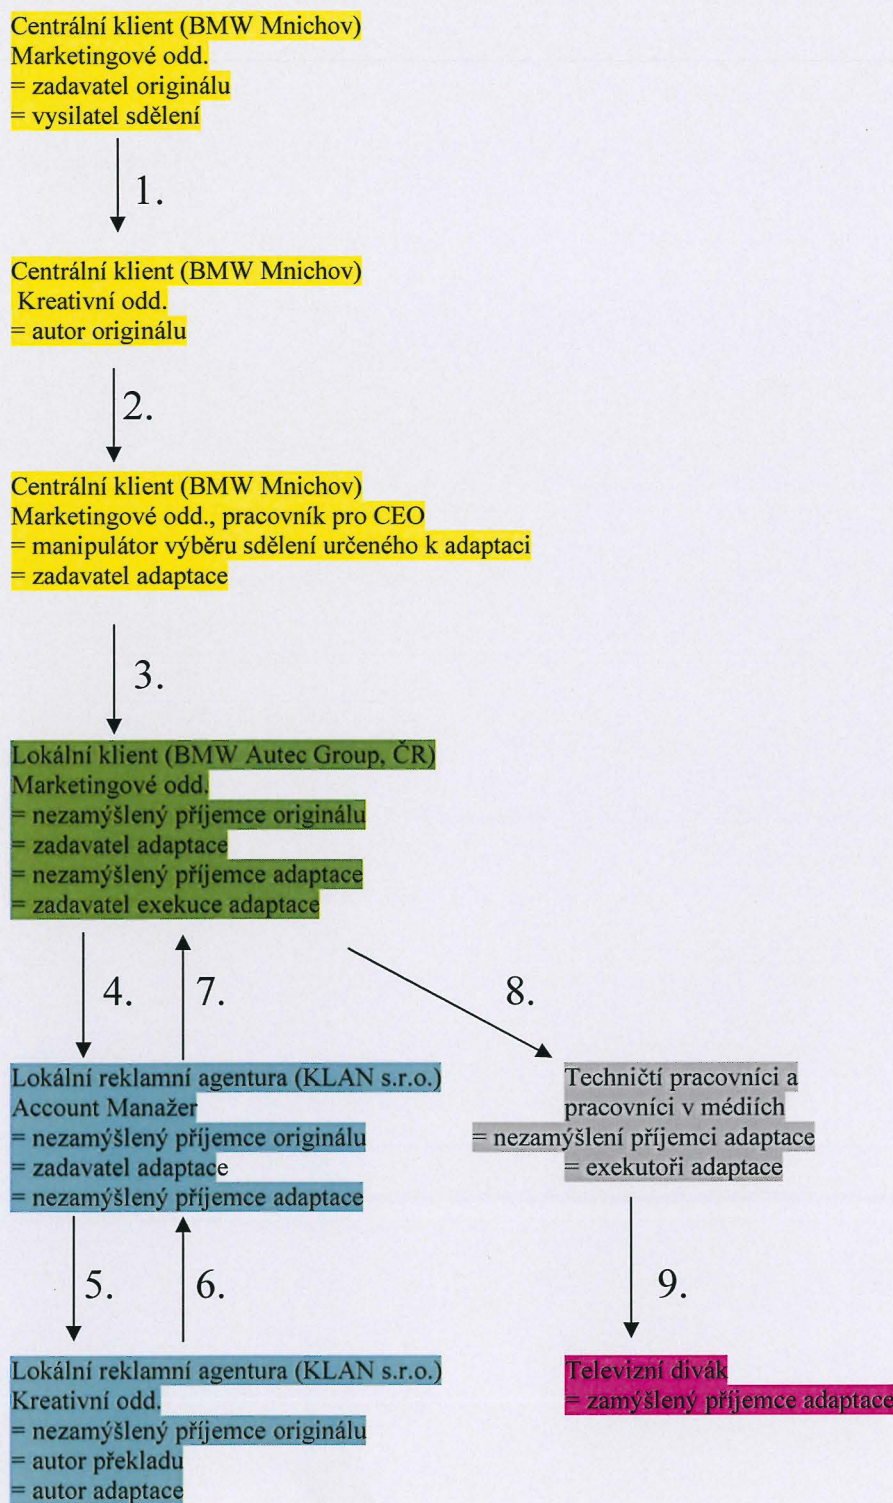 Centrální klient (BMW Mnichov)
Marketingové odd.
= zadavatel originálu
= vysilatel sdělení
1.
Centrální klient (BMW Mnichov)
Kreativní odd.
= autor originálu
2.
Centrální klient (BMW Mnichov)
Marketingové odd., pracovník pro CEO
= manipulátor výběru sdělení určeného k adaptaci
= zadavatel adaptace
3.
Lokální klient (BMW Autec Group, ČR)
Marketingové odd.
= nezamýšlený příjemce originálu
= zadavatel adaptace
= nezamýšlený příjemce adaptace
= zadavatel exekuce adaptace
4.
7.
8.
Lokální reklamní agentura (KLAN s.r.o.)
Account Manažer
= nezamýšlený příjemce originálu
= zadavatel adaptace
= nezamýšlený příjemce adaptace
Techničtí pracovníci a
pracovníci v médiích
= nezamýšlení příjemci adaptace
= exekutoři adaptace
5.
6.
9.
Lokální reklamní agentura (KLAN s.r.o.)
Kreativní odd.
= nezamýšlený příjemce originálu
= autor překladu
= autor adaptace
Televizní divák
= zamýšlený příjemce adaptace